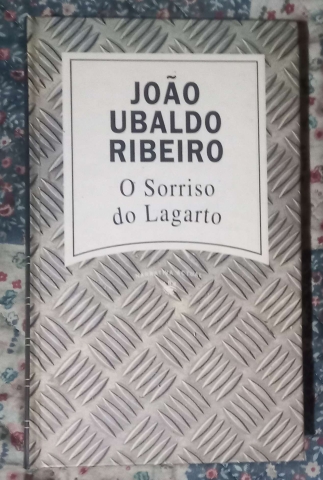 JOÃO
UBALDO
RIBEIRO
O Sorriso
do Lagarto